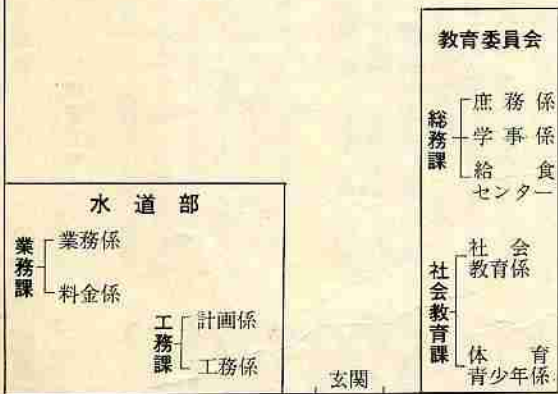 水道部
業務課
業務係
料金係
工務課
計画係
工務係
玄関
教育委員会
総務課
庶務係
学事係
給食
センター
社会教育課
社会
教育係
体育
青少年係